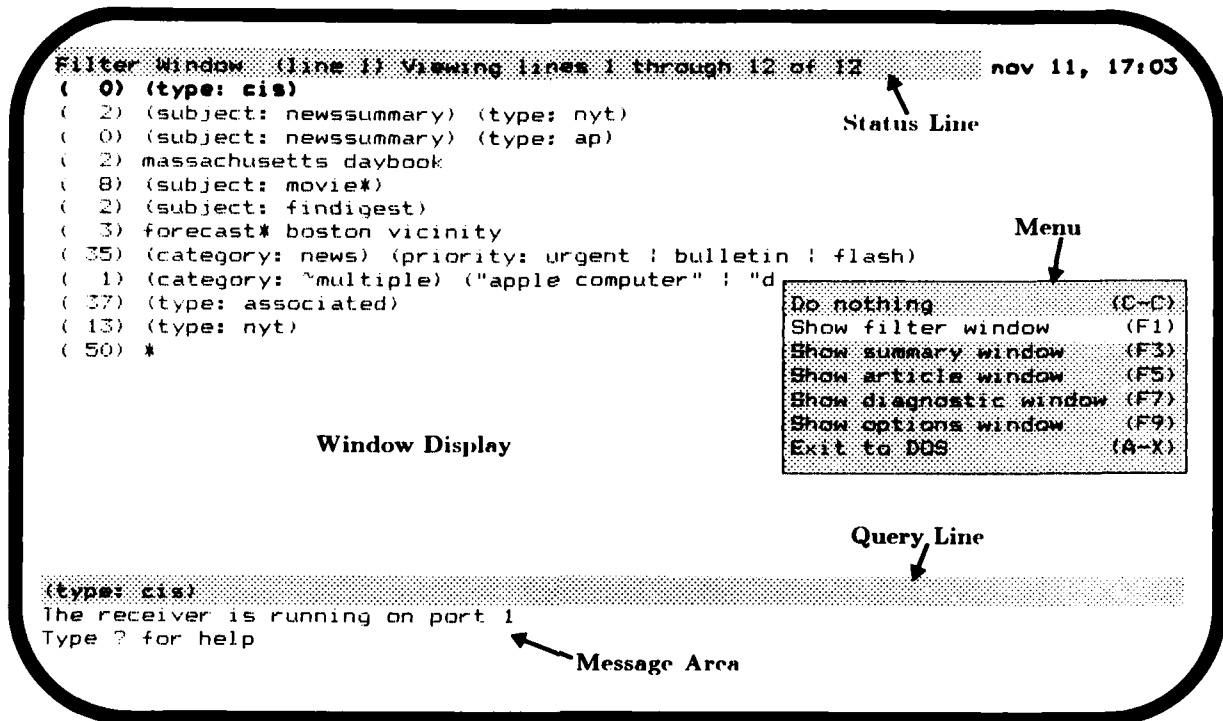 Filter Window (line 1) Viewing lines 1 through 12 of 12 nov 11, 17:03
( 0) (type: cis)
Status Line
( 2) (subject: newssummary) (type: nyt)
( 0) (subject: newssummary) (type: ap)
( 2) massachusetts daybook
( 8) (subject: movie*)
( 2) (subject: findigest)
( 3) forecast* boston vicinity
Menu
( 35) (category: news) (priority: urgent ¦ bulletin ¦ flash)
( 1) (category: ~multiple) ("apple computer" ¦ "d
( 37) (type: associated)
( 13) (type: nyt)
( 50) *
Do nothing (C-C)
Show filter window (F1)
Show summary window (F3)
Show article window (F5)
Show diagnostic window (F7)
Show options window (F9)
Exit to DOS (A-X)
Window Display
Query Line
(type: cis)
The receiver is running on port 1
Type ? for help
Message Area